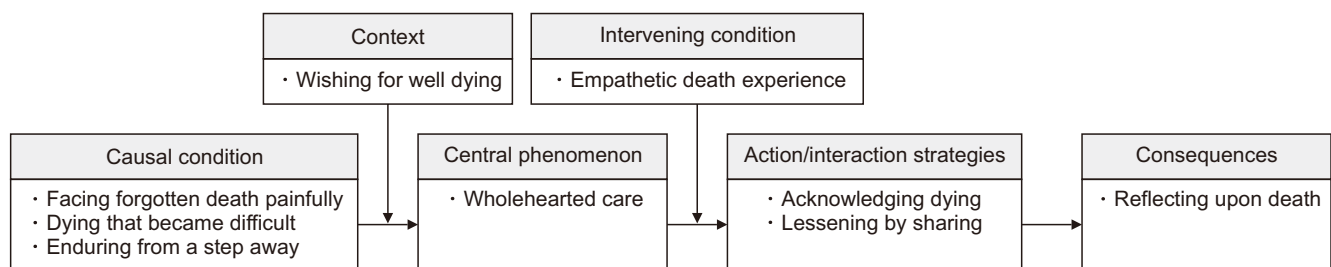 Context
· Wishing for well dying
Intervening condition
· Empathetic death experience
Causal condition
· Facing forgotten death painfully
· Dying that became difficult
· Enduring from a step away
Central phenomenon
· Wholehearted care
Action/interaction strategies
· Acknowledging dying
· Lessening by sharing
Consequences
· Reflecting upon death